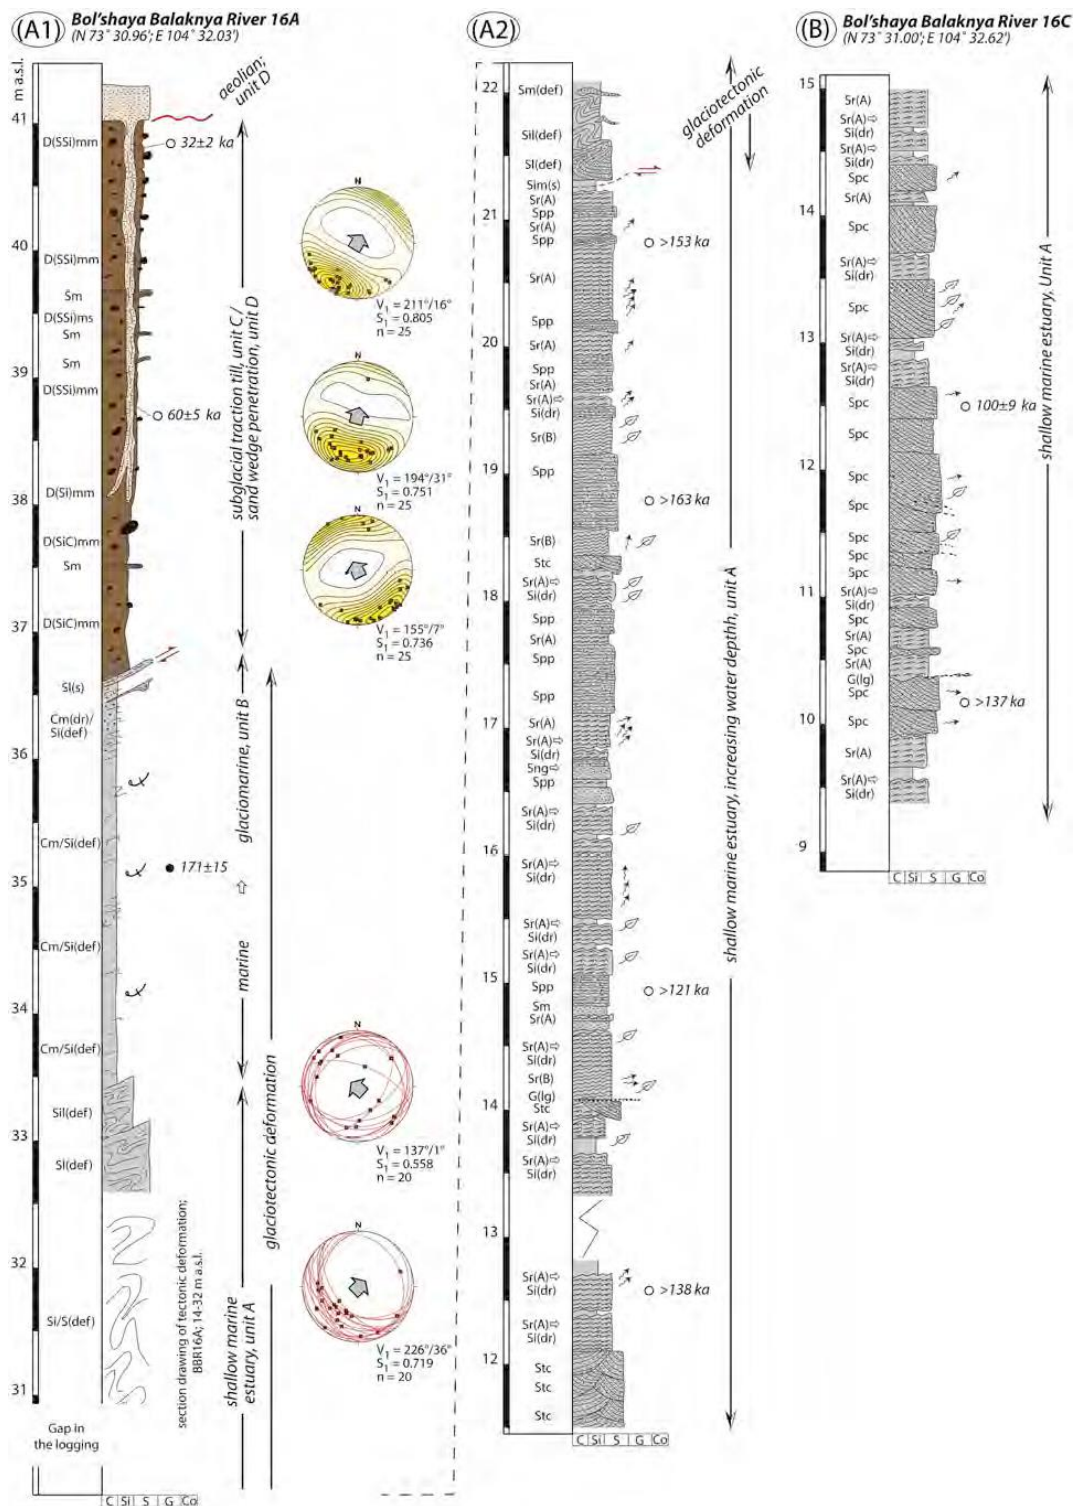 (A1)
Bol'shaya Balaknya River 16A
(N 73° 30.96'; E 104° 32.03')
m a.s.l.
41
40
39
38
37
36
35
34
33
32
31
D(SSi)mm
D(SSi)mm
Sm
D(SSi)ms
Sm
Sm
D(SSi)mm
D(Si)mm
D(SiC)mm
Sm
D(SiC)mm
Sl(s)
Cm(dr)/
Si(def)
Cm/Si(def)
Cm/Si(def)
Cm/Si(def)
Sil(def)
Sl(def)
Si/S(def)
Gap in
the logging
C Si S G Co
32±2 ka
60±5 ka
171±15
aeolian;
unit D
subglacial traction till, unit C /
sand wedge penetration, unit D
glaciomarine, unit B
marine
shallow marine
estuary, unit A
glaciotectonic deformation
section drawing of tectonic deformation;
BBR16A; 14-32 m a.s.l.
N
V1 = 211°/16°
S1 = 0.805
n = 25
N
V1 = 194°/31°
S1 = 0.751
n = 25
N
V1 = 155°/7°
S1 = 0.736
n = 25
N
V1 = 137°/1°
S1 = 0.558
n = 20
N
V1 = 226°/36°
S1 = 0.719
n = 20
(A2)
22
21
20
19
18
17
16
15
14
13
12
Sm(def)
Sil(def)
Sl(def)
Sim(s)
Sr(A)
Spp
Sr(A)
Spp
Sr(A)
Spp
Sr(A)
Spp
Sr(A)
Sr(A)⇨
Si(dr)
Sr(B)
Spp
Sr(B)
Stc
Sr(A)⇨
Si(dr)
Spp
Sr(A)
Spp
Spp
Sr(A)
Sr(A)⇨
Si(dr)
Sng⇨
Spp
Sr(A)⇨
Si(dr)
Sr(A)⇨
Si(dr)
Sr(A)⇨
Si(dr)
Sr(A)⇨
Si(dr)
Spp
Sm
Sr(A)
Sr(A)⇨
Si(dr)
Sr(B)
G(lg)
Stc
Sr(A)⇨
Si(dr)
Sr(A)⇨
Si(dr)
Sr(A)⇨
Si(dr)
Sr(A)⇨
Si(dr)
Stc
Stc
Stc
C Si S G Co
>153 ka
>163 ka
>121 ka
>138 ka
glaciotectonic
deformation
shallow marine estuary, increasing water depthh, unit A
(B)
Bol'shaya Balaknya River 16C
(N 73° 31.00'; E 104° 32.62')
15
14
13
12
11
10
9
Sr(A)
Sr(A)⇨
Si(dr)
Sr(A)⇨
Si(dr)
Spc
Sr(A)
Spc
Sr(A)⇨
Si(dr)
Spc
Sr(A)⇨
Si(dr)
Sr(A)⇨
Si(dr)
Spc
Spc
Spc
Spc
Spc
Spc
Spc
Sr(A)⇨
Si(dr)
Spp
Sr(A)
Spc
Sr(A)
G(lg)
Spc
Spc
Sr(A)
Sr(A)⇨
Si(dr)
C Si S G Co
100±9 ka
>137 ka
shallow marine estuary, Unit A